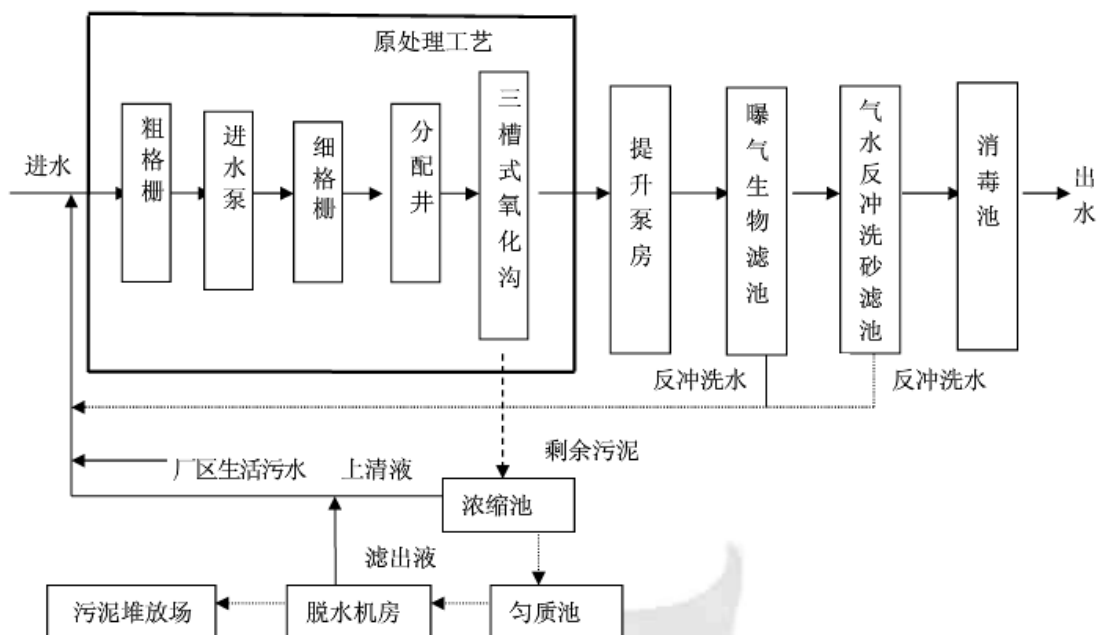 原处理工艺
进水
粗格栅
进水泵
细格栅
分配井
三槽式氧化沟
提升泵房
曝气生物滤池
气水反冲洗砂滤池
消毒池
出水
反冲洗水
反冲洗水
剩余污泥
厂区生活污水
上清液
浓缩池
滤出液
污泥堆放场
脱水机房
匀质池